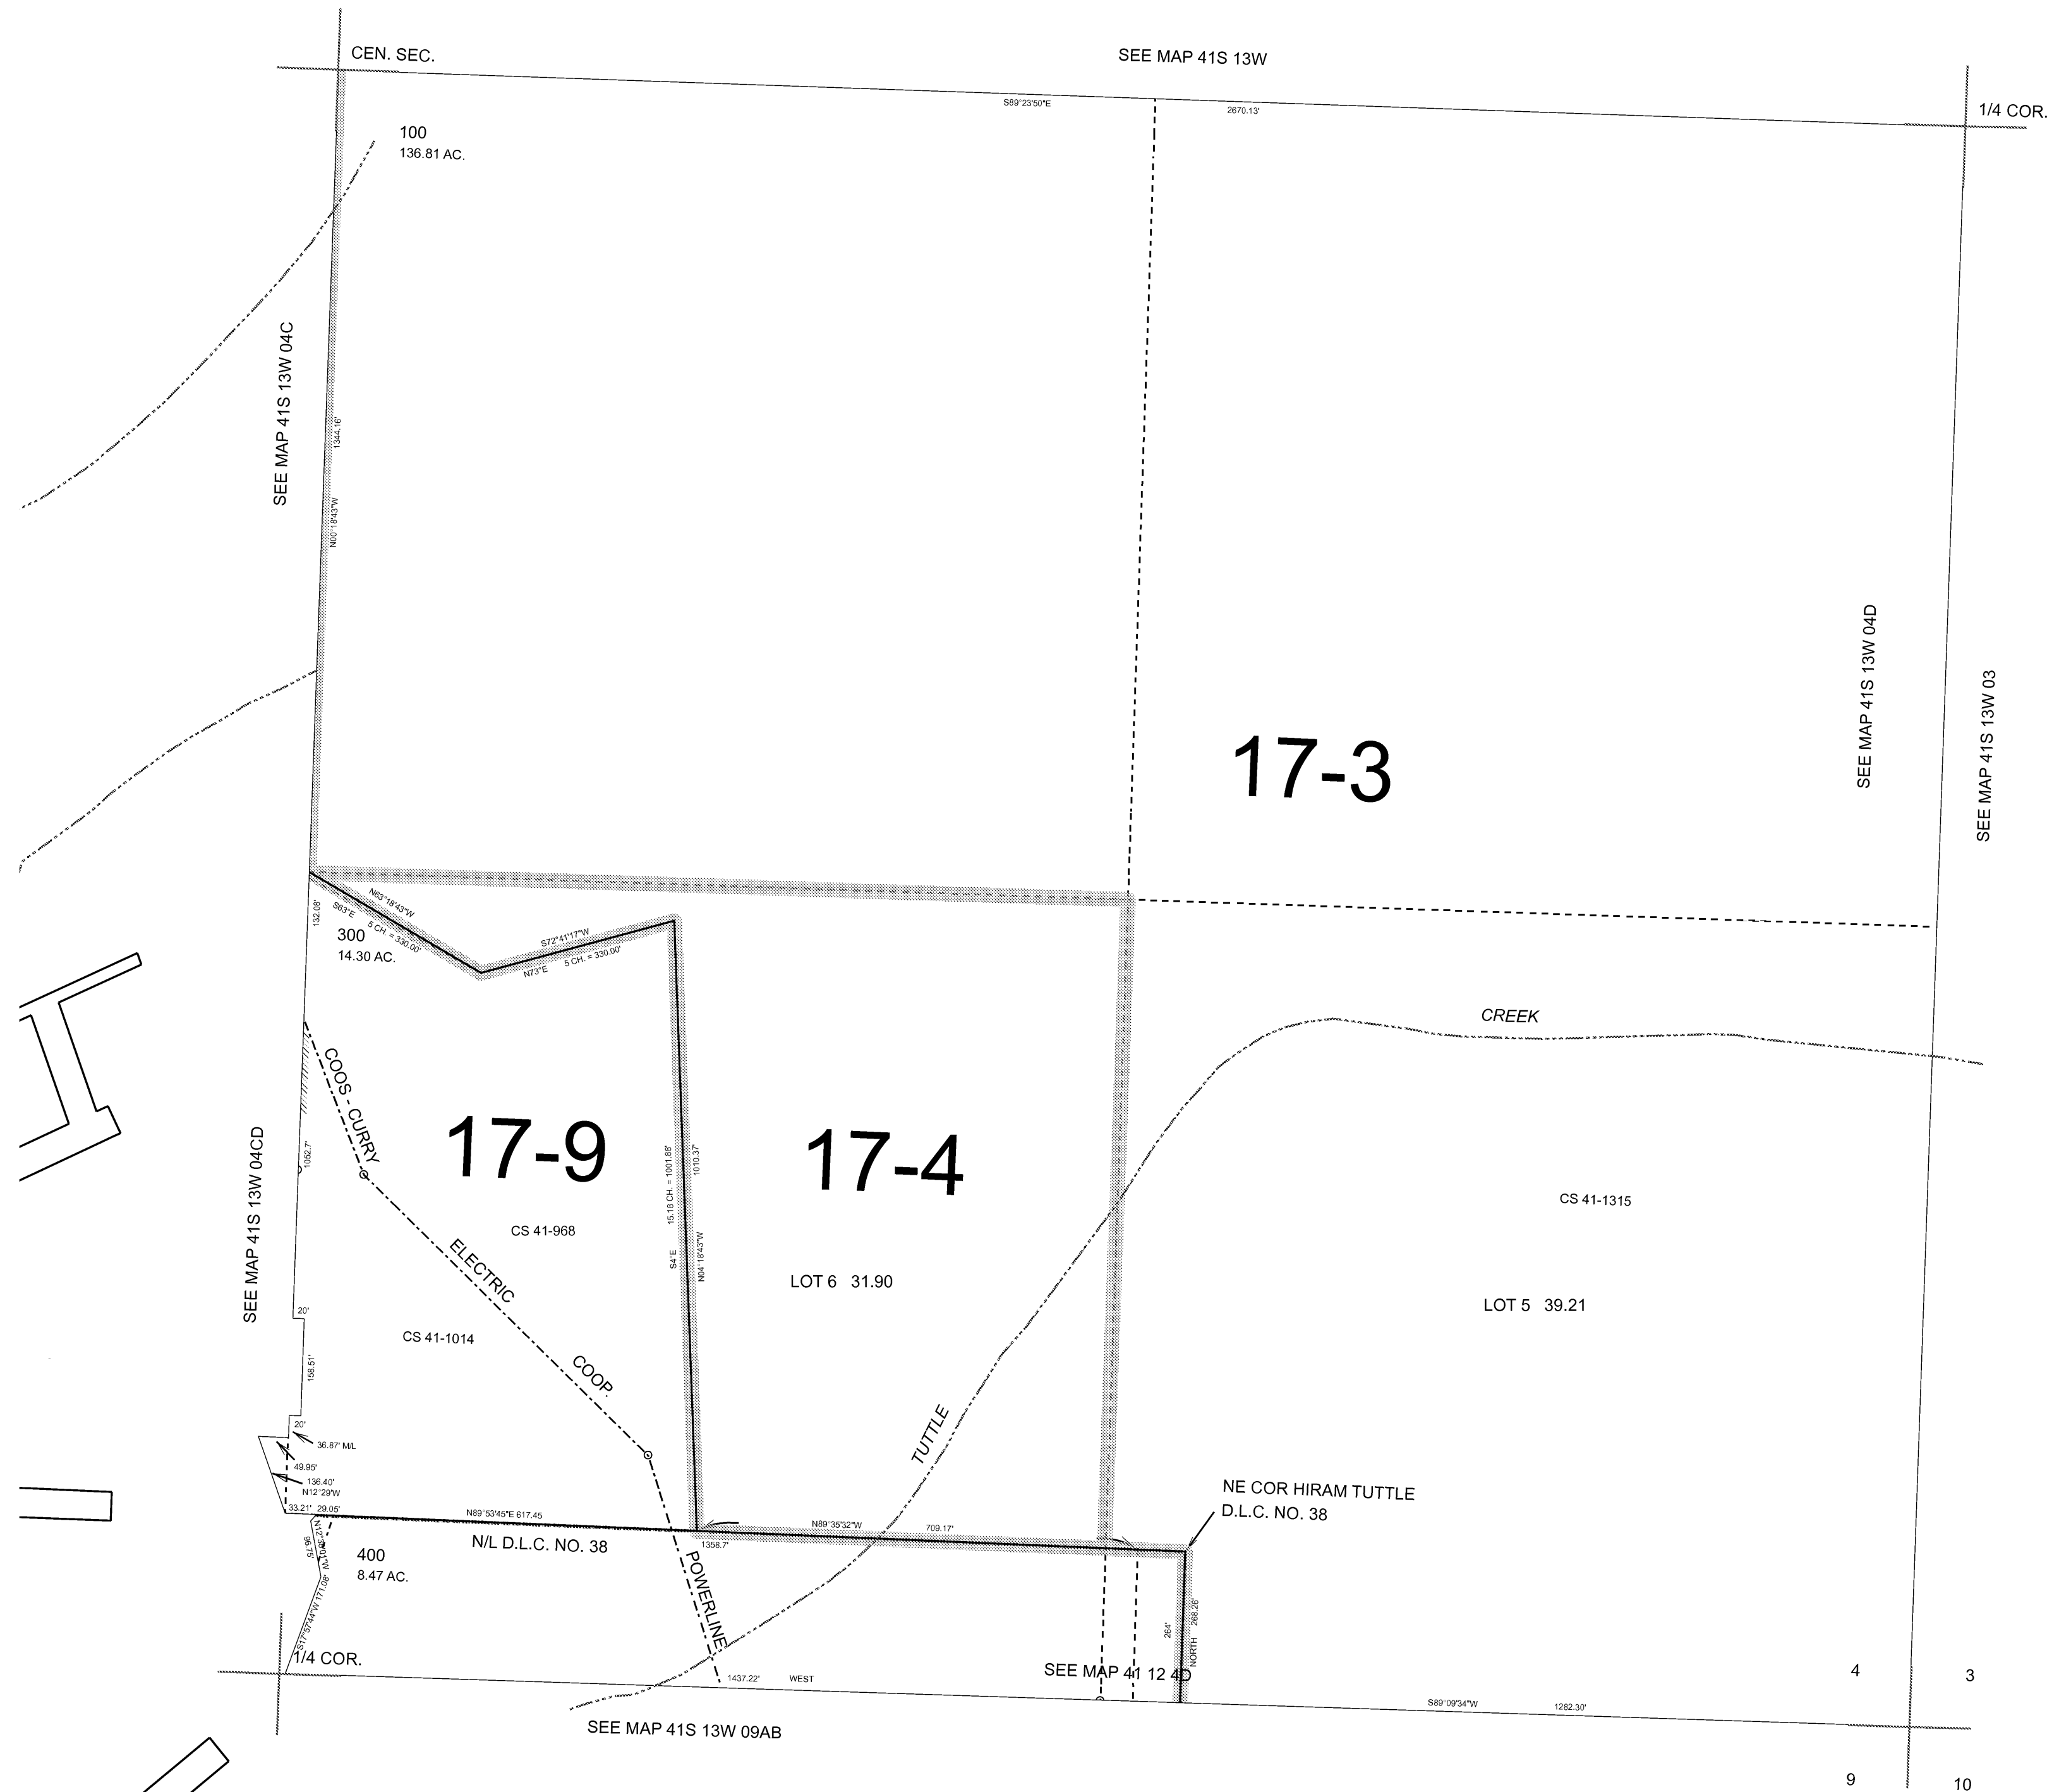 CEN. SEC.
SEE MAP 41S 13W
1/4 COR.
S89°23'50"E
2670.13'
100
136.81 AC.
SEE MAP 41S 13W 04C
1344.16'
N00°18'43"W
SEE MAP 41S 13W 04D
SEE MAP 41S 13W 03
17-3
N63°18'43"W
S63°E
5 CH. = 330.00'
132.08'
300
14.30 AC.
S72°41'17"W
N73°E
5 CH. = 330.00'
CREEK
COOS - CURRY
17-9
17-4
1052.7'
15.18 CH. = 1001.88'
1010.37'
SEE MAP 41S 13W 04CD
CS 41-1315
CS 41-968
ELECTRIC
S4°E
N04°18'43"W
LOT 6 31.90
LOT 5 39.21
20'
CS 41-1014
158.51'
COOP.
TUTTLE
20'
36.87' M/L
49.95'
136.40'
N12°29'W
NE COR HIRAM TUTTLE
D.L.C. NO. 38
33.21'
29.05'
N89°53'45"E 617.45
N89°35'32"W
709.17'
N/L D.L.C. NO. 38
1358.7'
96.75
400
8.47 AC.
POWERLINE
S17°57'44"W 171.08'
264'
268.26'
NORTH
1/4 COR.
SEE MAP 41 12 4D
1437.22'
WEST
4
3
S89°09'34"W
1282.30'
SEE MAP 41S 13W 09AB
9
10